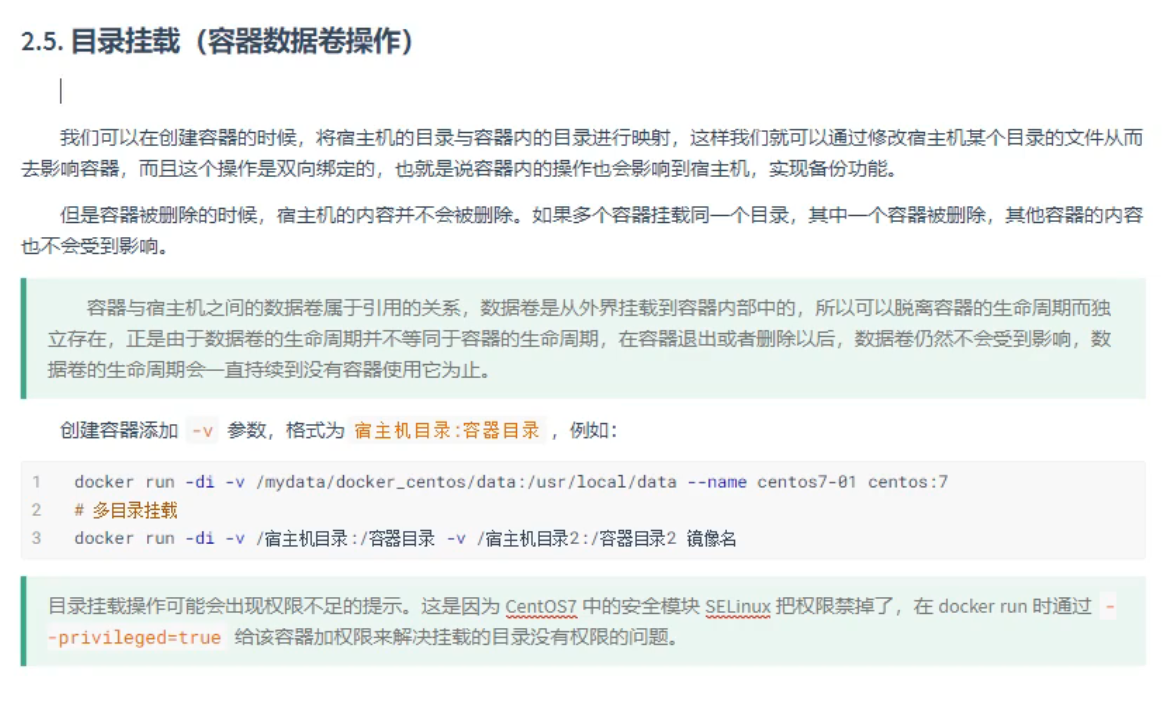 2.5. 目录挂载（容器数据卷操作）
我们可以在创建容器的时候，将宿主机的目录与容器内的目录进行映射，这样我们就可以通过修改宿主机某个目录的文件从而
去影响容器，而且这个操作是双向绑定的，也就是说容器内的操作也会影响到宿主机，实现备份功能。
但是容器被删除的时候，宿主机的内容并不会被删除。如果多个容器挂载同一个目录，其中一个容器被删除，其他容器的内容
也不会受到影响。
容器与宿主机之间的数据卷属于引用的关系，数据卷是从外界挂载到容器内部中的，所以可以脱离容器的生命周期而独
立存在，正是由于数据卷的生命周期并不等同于容器的生命周期，在容器退出或者删除以后，数据卷仍然不会受到影响，数
据卷的生命周期会一直持续到没有容器使用它为止。
创建容器添加 -v 参数，格式为 宿主机目录:容器目录 ，例如：
1 docker run -di -v /mydata/docker_centos/data:/usr/local/data --name centos7-01 centos:7
2 # 多目录挂载
3 docker run -di -v /宿主机目录:/容器目录 -v /宿主机目录2:/容器目录2 镜像名
目录挂载操作可能会出现权限不足的提示。这是因为 CentOS7 中的安全模块 SELinux 把权限禁掉了，在 docker run 时通过 -
-privileged=true 给该容器加权限来解决挂载的目录没有权限的问题。